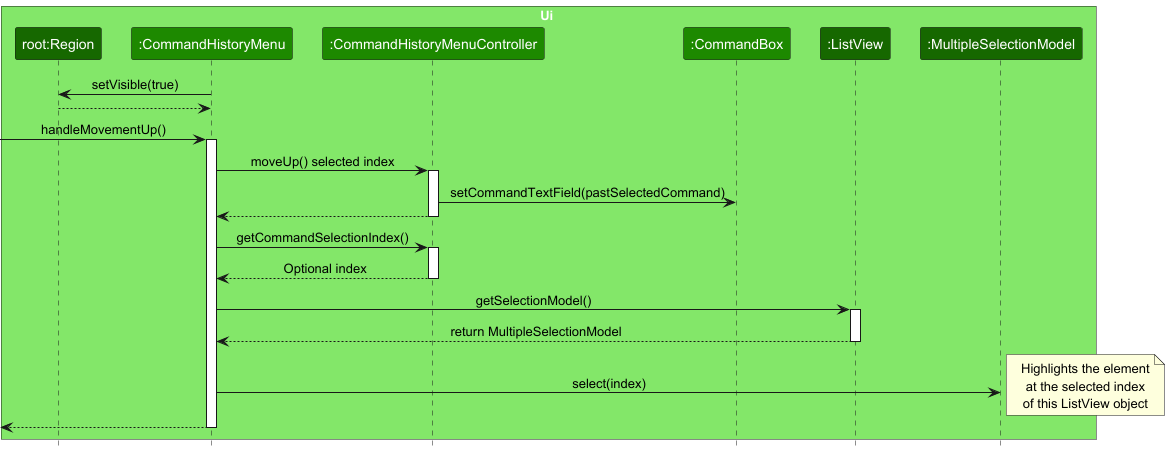 Ui
root:Region
:CommandHistoryMenu
:CommandHistoryMenuController
:CommandBox
:ListView
:MultipleSelectionModel
setVisible(true)
handleMovementUp()
moveUp() selected index
setCommandTextField(pastSelectedCommand)
getCommandSelectionIndex()
Optional index
getSelectionModel()
return MultipleSelectionModel
Highlights the element
at the selected index
of this ListView object
select(index)